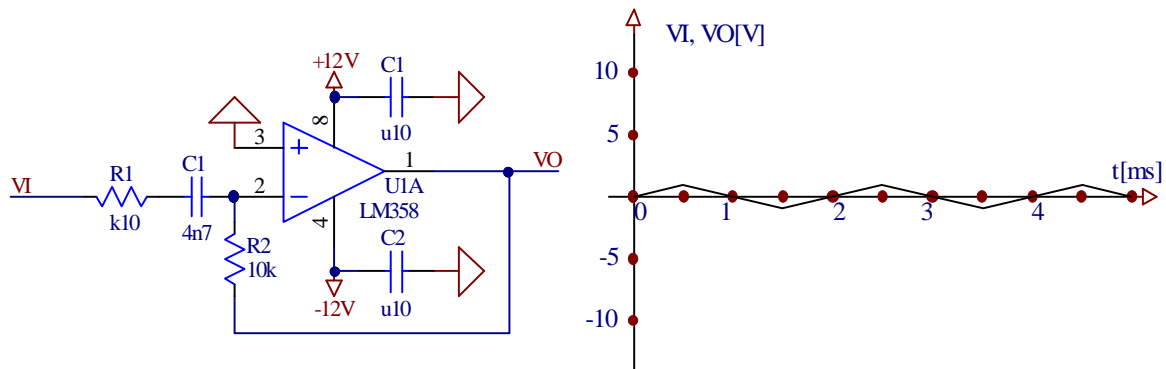 +12V
C1
u10
3
8
VI
R1
k10
C1
4n7
2
1
VO
U1A
LM358
4
R2
10k
C2
u10
-12V
VI, VO[V]
10
5
t[ms]
0 1 2 3 4
-5
-10